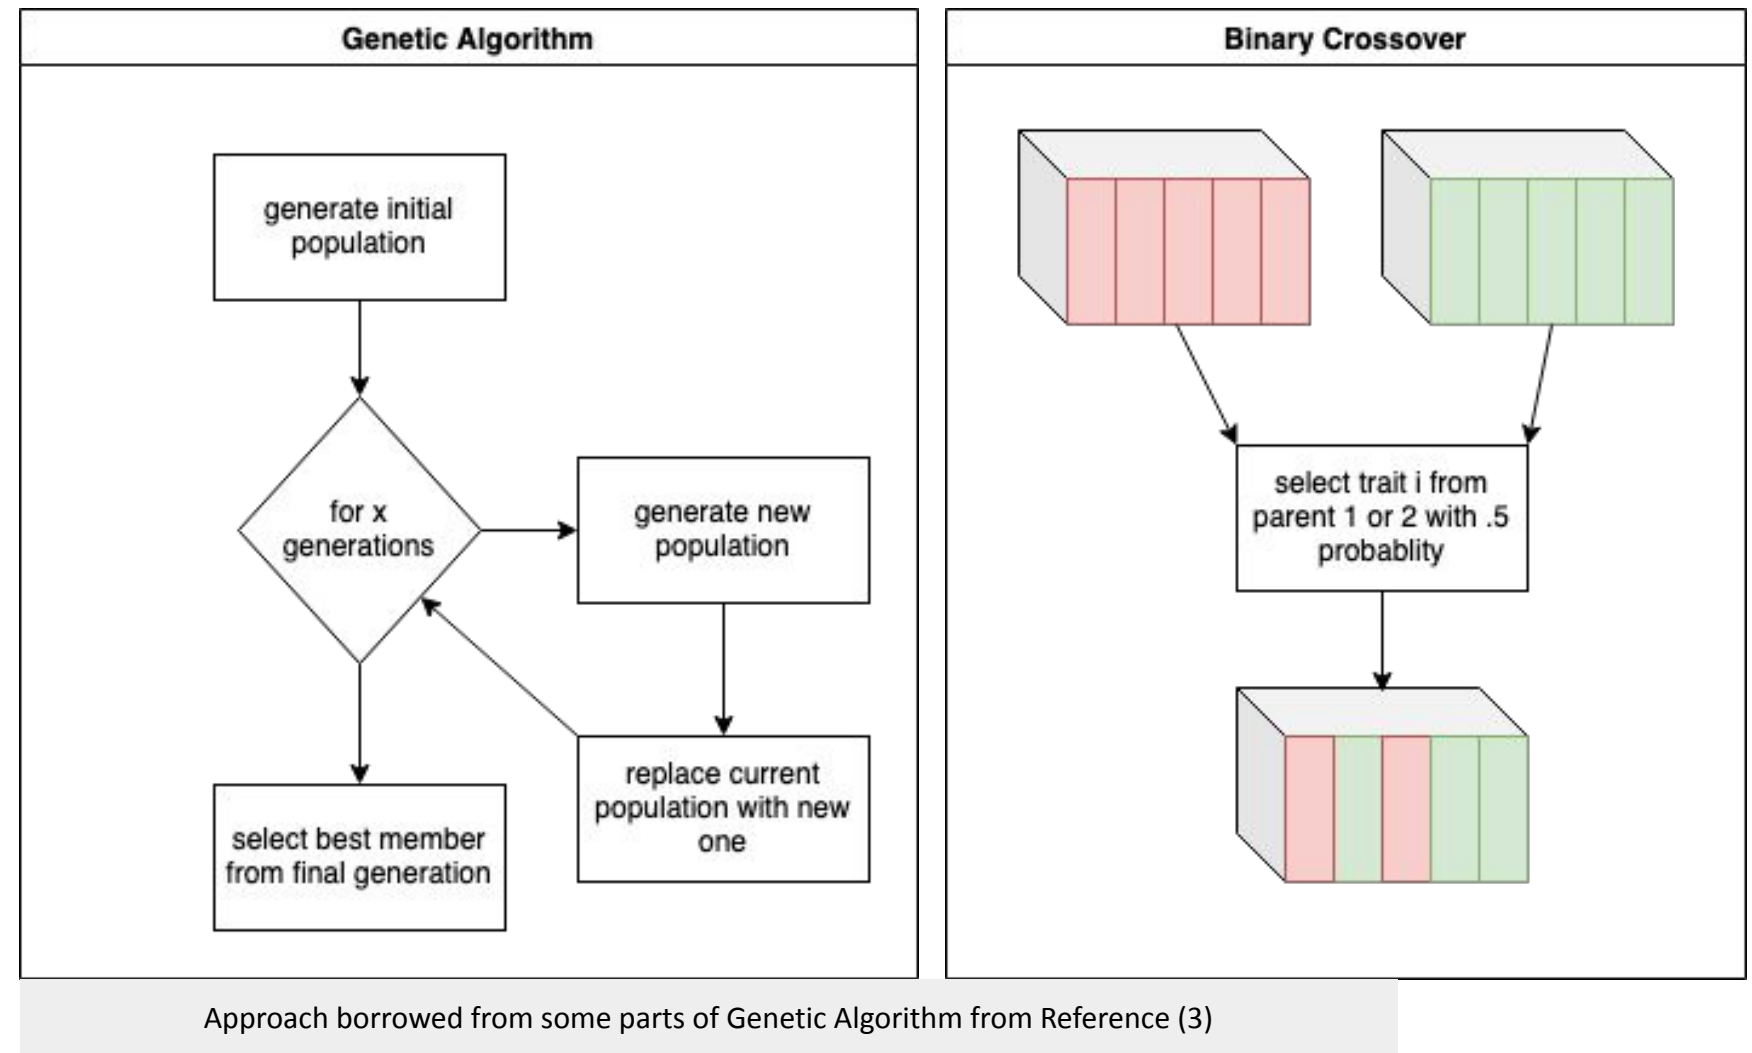 Genetic Algorithm
generate initial
population
for x
generations
generate new
population
replace current
population with new
one
select best member
from final generation
Binary Crossover
select trait i from
parent 1 or 2 with .5
probablity
Approach borrowed from some parts of Genetic Algorithm from Reference (3)